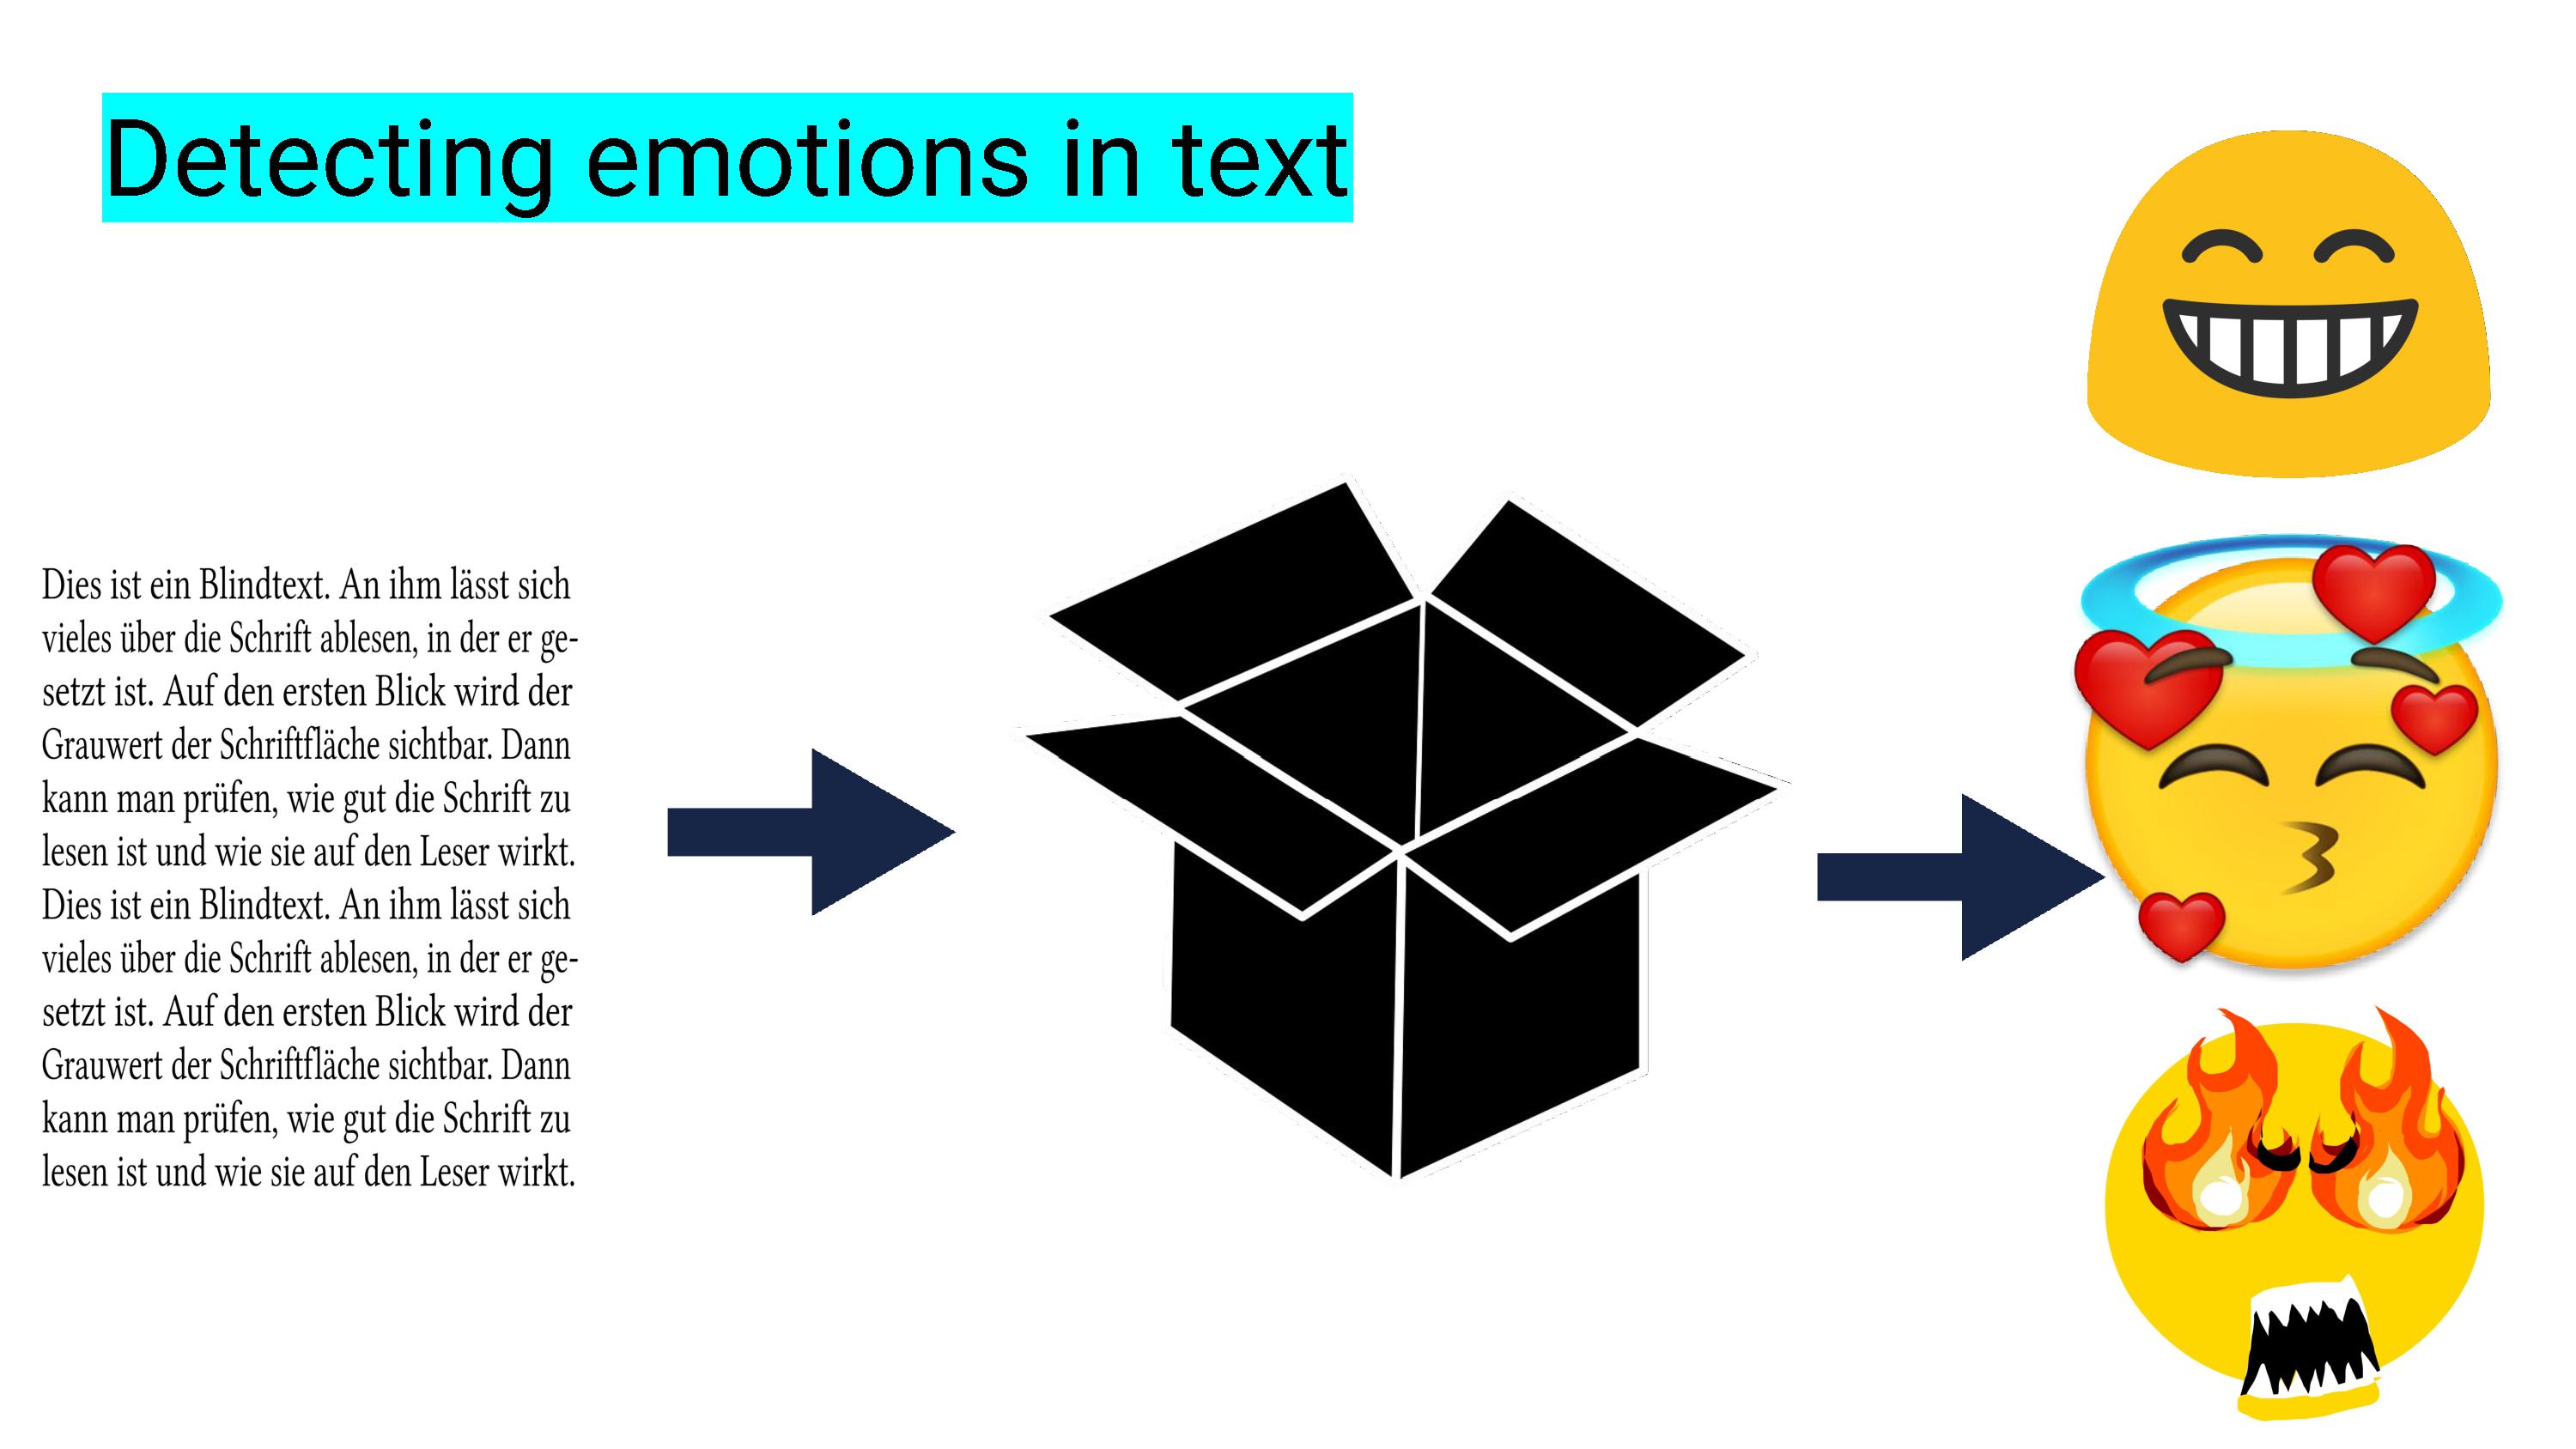 Detecting emotions in text
Dies ist ein Blindtext. An ihm lässt sich
vieles über die Schrift ablesen, in der er ge-
setzt ist. Auf den ersten Blick wird der
Grauwert der Schriftfläche sichtbar. Dann
kann man prüfen, wie gut die Schrift zu
lesen ist und wie sie auf den Leser wirkt.
Dies ist ein Blindtext. An ihm lässt sich
vieles über die Schrift ablesen, in der er ge-
setzt ist. Auf den ersten Blick wird der
Grauwert der Schriftfläche sichtbar. Dann
kann man prüfen, wie gut die Schrift zu
lesen ist und wie sie auf den Leser wirkt.